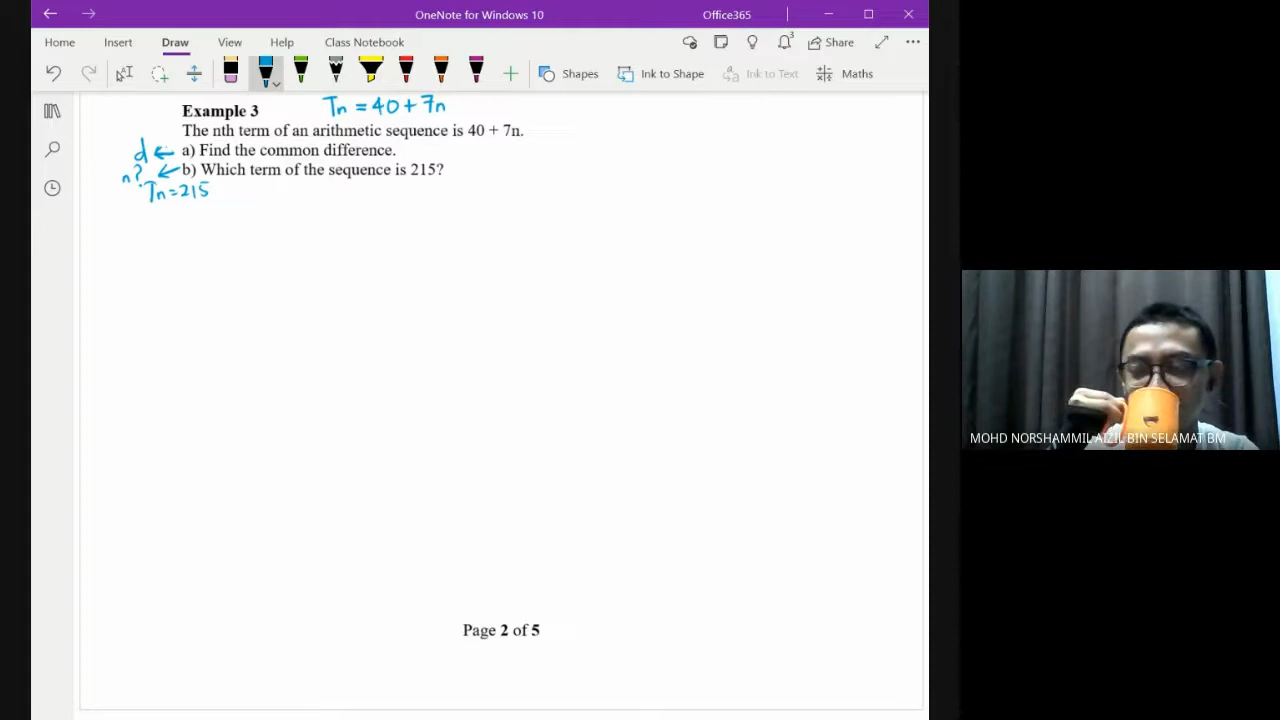 OneNote for Windows 10
Office365
Home Insert Draw View Help Class Notebook
3
Share
Shapes
Ink to Shape
Ink to Text
Maths
Example 3
Tn = 40 + 7n
The nth term of an arithmetic sequence is 40 + 7n.
d ← a) Find the common difference.
n? ← b) Which term of the sequence is 215?
Tn = 215
Page 2 of 5
MOHD NORSHAMMIL AIZIL BIN SELAMAT BM